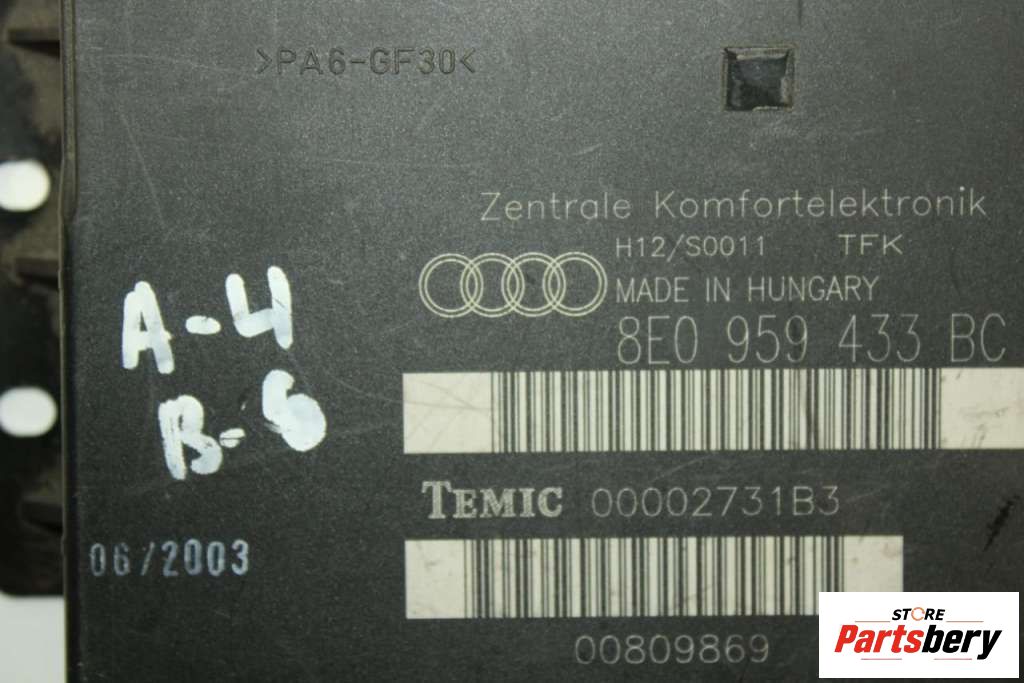 >PA6-GF30<
Zentrale Komfortelektronik
H12/S0011 TFK
MADE IN HUNGARY
8E0 959 433 BC
A-4
B-6
TEMIC 00002731B3
06/2003
00809869
STORE
Partsbery